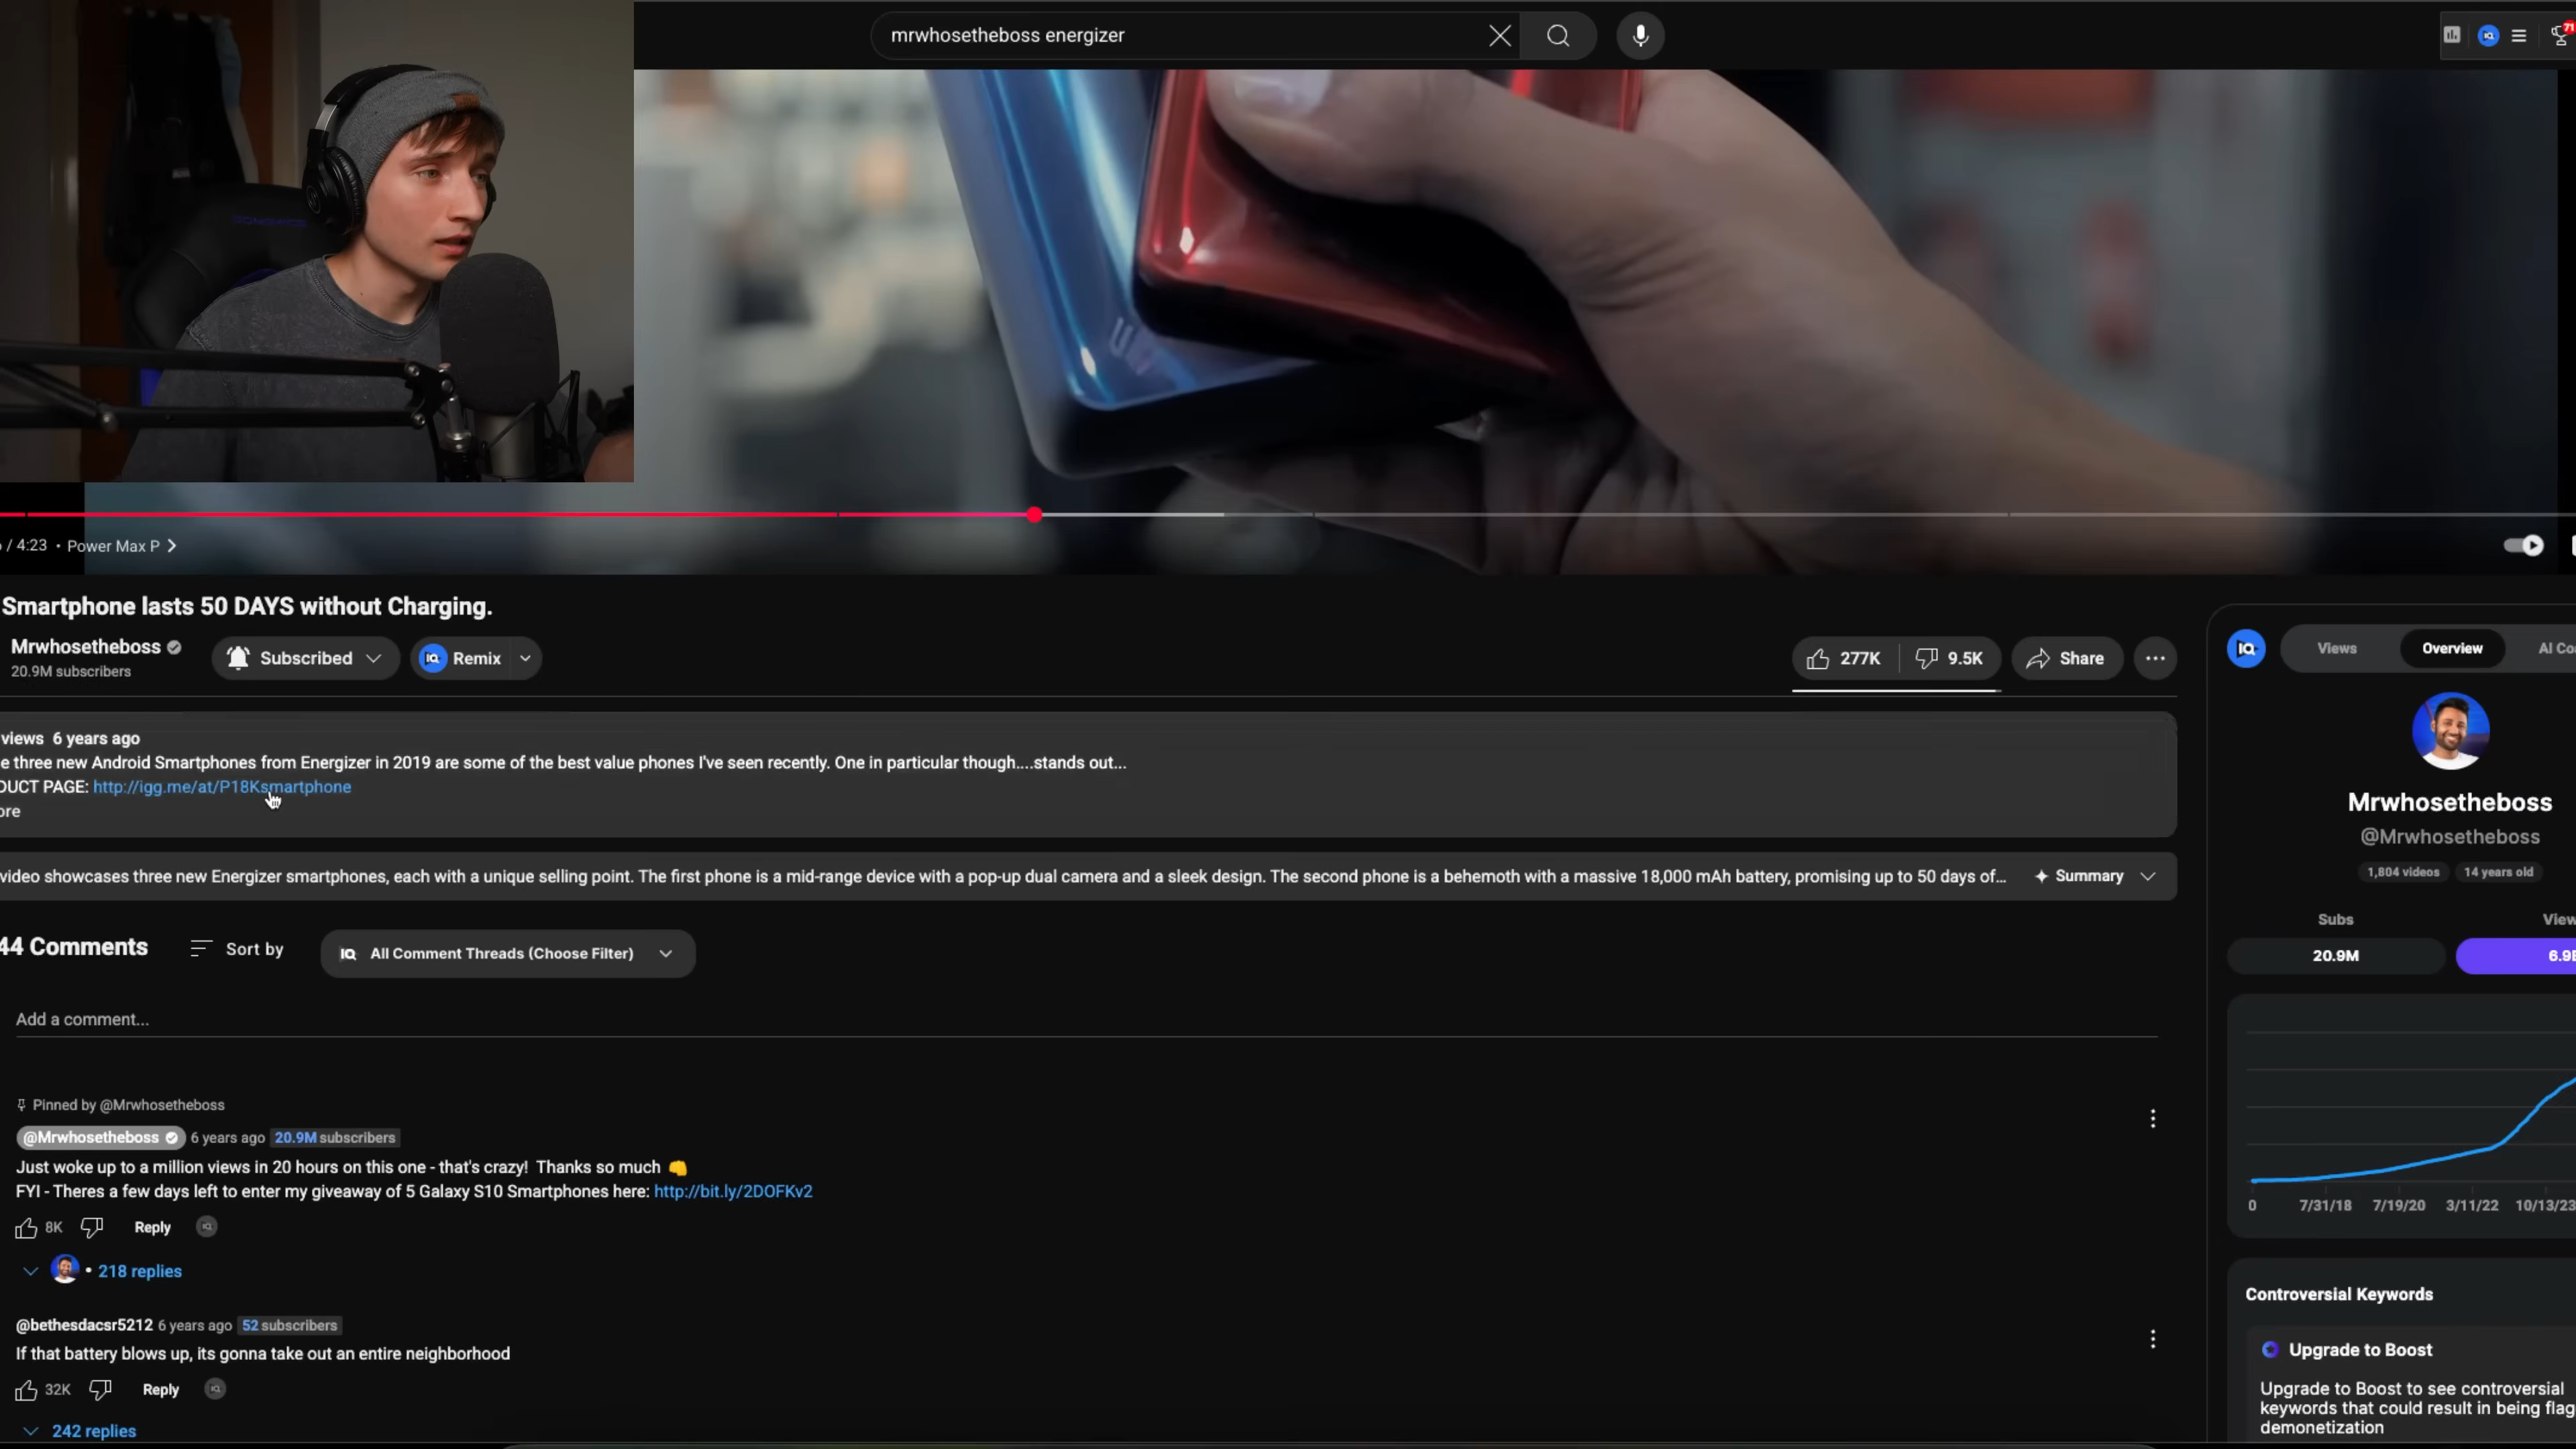 mrwhosetheboss energizer
71
/ 4:23 • Power Max P
Smartphone lasts 50 DAYS without Charging.
Mrwhosetheboss
20.9M subscribers
Subscribed
IQ Remix
277K
9.5K
Share
views 6 years ago
e three new Android Smartphones from Energizer in 2019 are some of the best value phones I've seen recently. One in particular though....stands out...
DUCT PAGE: http://igg.me/at/P18Ksmartphone
ore
video showcases three new Energizer smartphones, each with a unique selling point. The first phone is a mid-range device with a pop-up dual camera and a sleek design. The second phone is a behemoth with a massive 18,000 mAh battery, promising up to 50 days of...
Summary
44 Comments
Sort by
IQ All Comment Threads (Choose Filter)
Add a comment...
Pinned by @Mrwhosetheboss
@Mrwhosetheboss 6 years ago 20.9M subscribers
Just woke up to a million views in 20 hours on this one - that's crazy! Thanks so much 👊
FYI - Theres a few days left to enter my giveaway of 5 Galaxy S10 Smartphones here: http://bit.ly/2DOFKv2
8K Reply
• 218 replies
@bethesdacsr5212 6 years ago 52 subscribers
If that battery blows up, its gonna take out an entire neighborhood
32K Reply
242 replies
IQ Views Overview AI Co
Mrwhosetheboss
@Mrwhosetheboss
1,804 videos 14 years old
Subs View
20.9M 6.9B
0 7/31/18 7/19/20 3/11/22 10/13/23
Controversial Keywords
Upgrade to Boost
Upgrade to Boost to see controversial
keywords that could result in being flag
demonetization